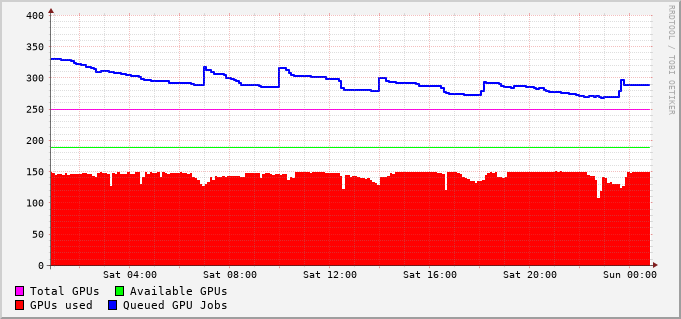 400
350
300
250
200
150
100
50
0
Sat 04:00 Sat 08:00 Sat 12:00 Sat 16:00 Sat 20:00 Sun 00:00
Total GPUs Available GPUs
GPUs used Queued GPU Jobs
RRDTOOL / TOBI OETIKER